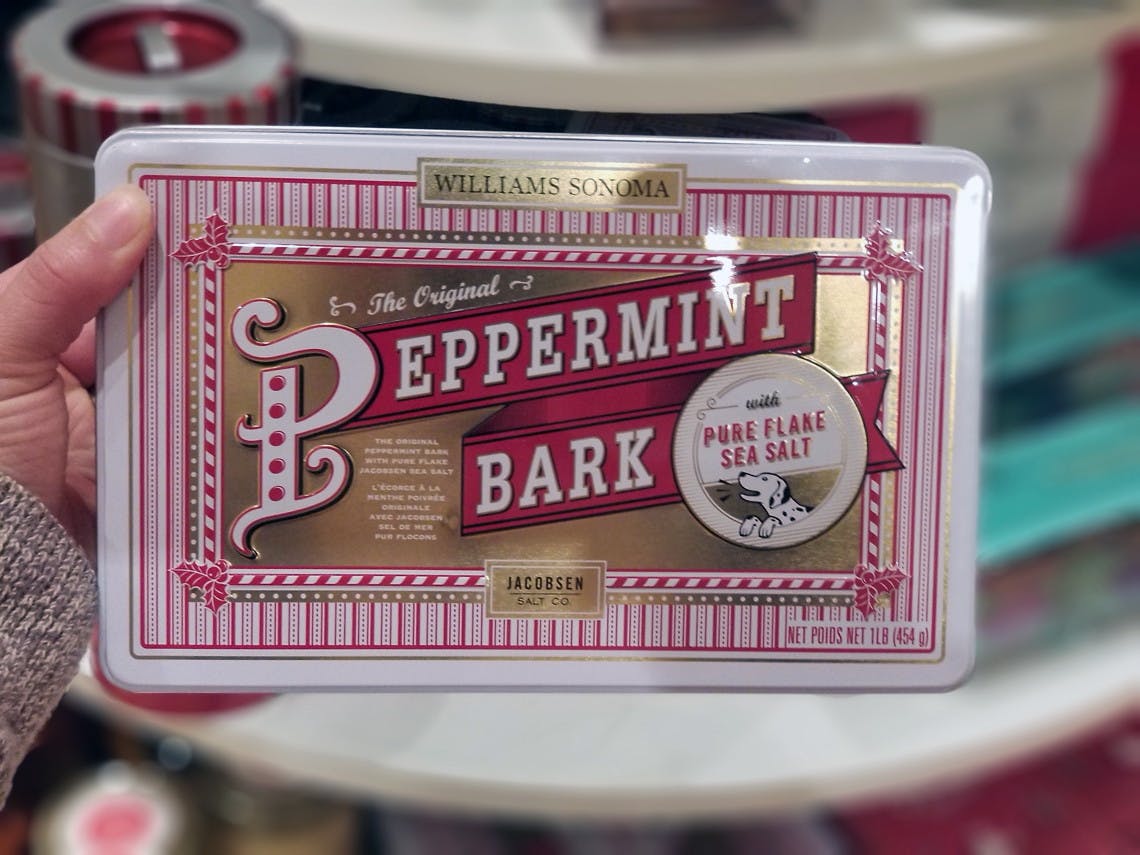 WILLIAMS SONOMA
The Original
PEPPERMINT
BARK
with
PURE FLAKE
SEA SALT
THE ORIGINAL
PEPPERMINT BARK
WITH PURE FLAKE
JACOBSEN SEA SALT
L'ÉCORCE À LA
MENTHE POIVRÉE
ORIGINALE
AVEC JACOBSEN
SEL DE MER
PUR FLOCONS
JACOBSEN
SALT CO.
NET POIDS NET 1LB (454 g)